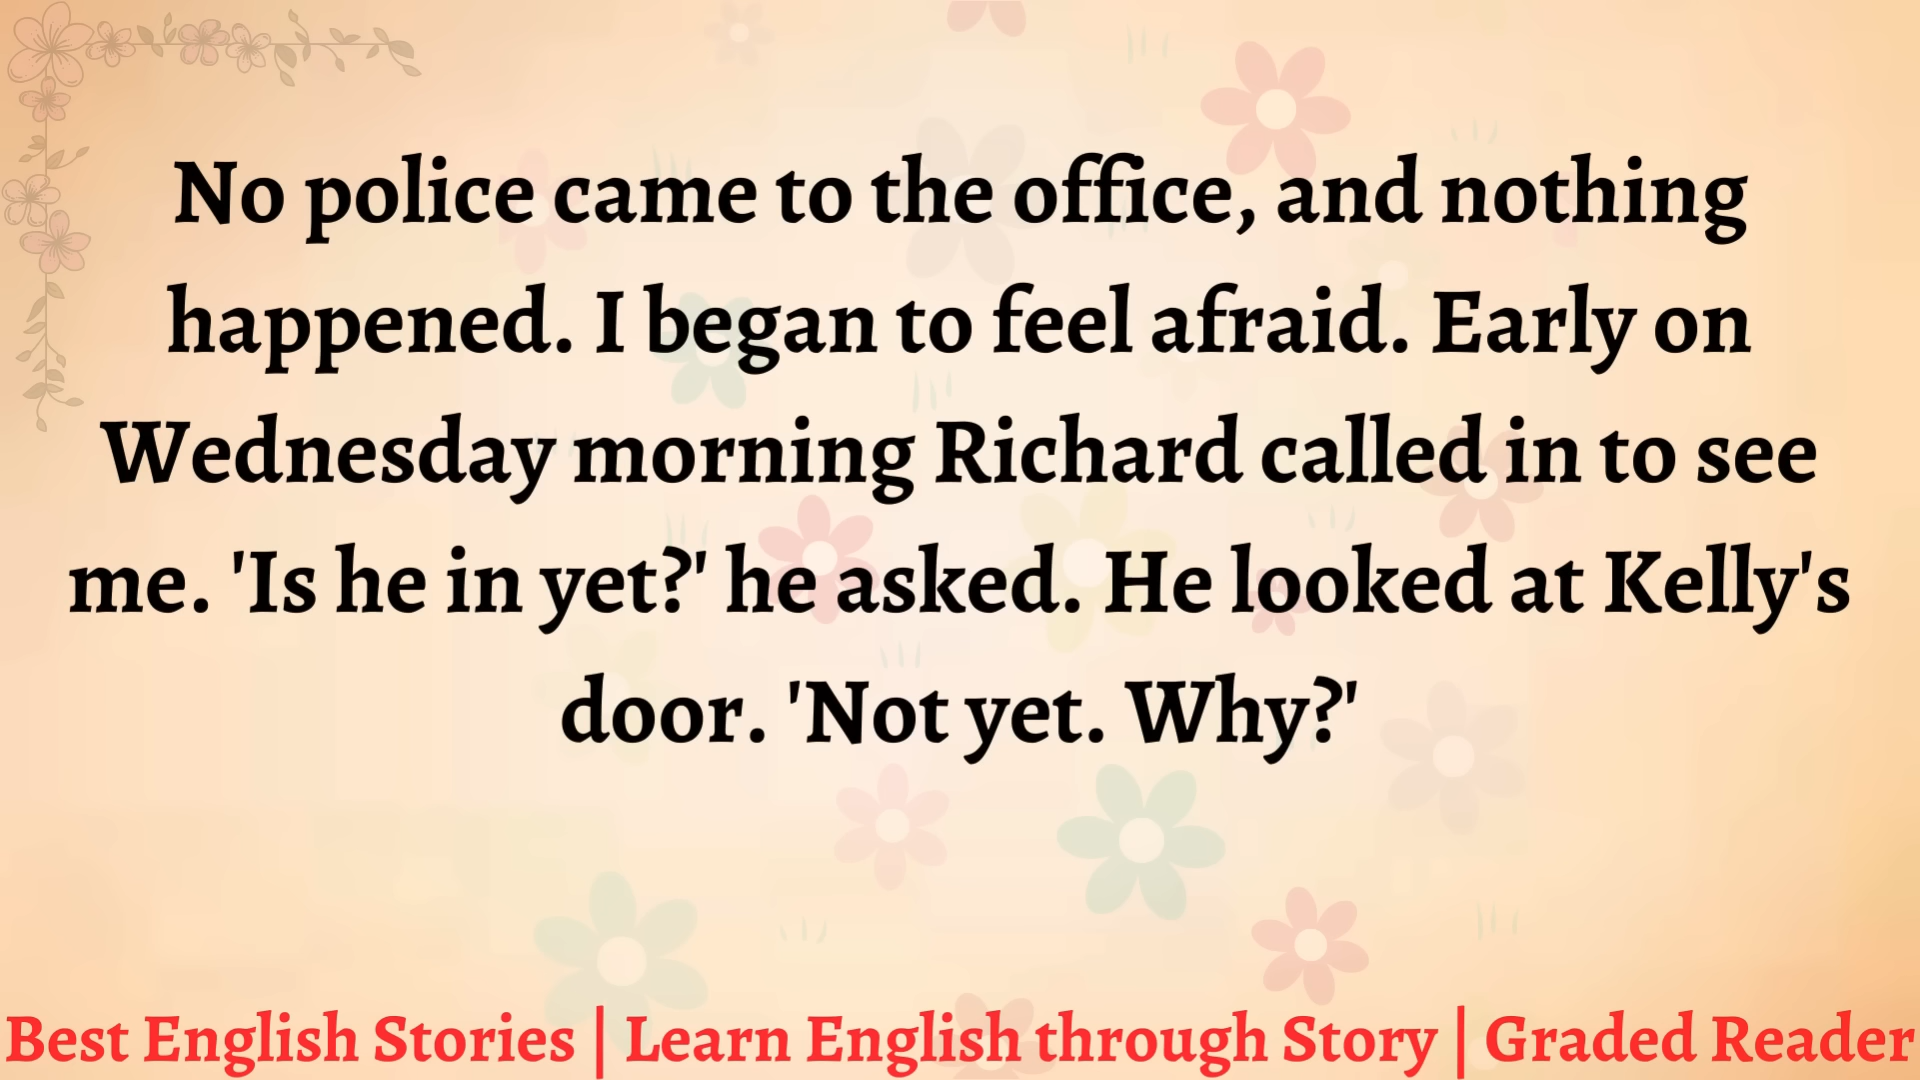 No police came to the office, and nothing
happened. I began to feel afraid. Early on
Wednesday morning Richard called in to see
me. 'Is he in yet?' he asked. He looked at Kelly's
door. 'Not yet. Why?'
Best English Stories | Learn English through Story | Graded Reader